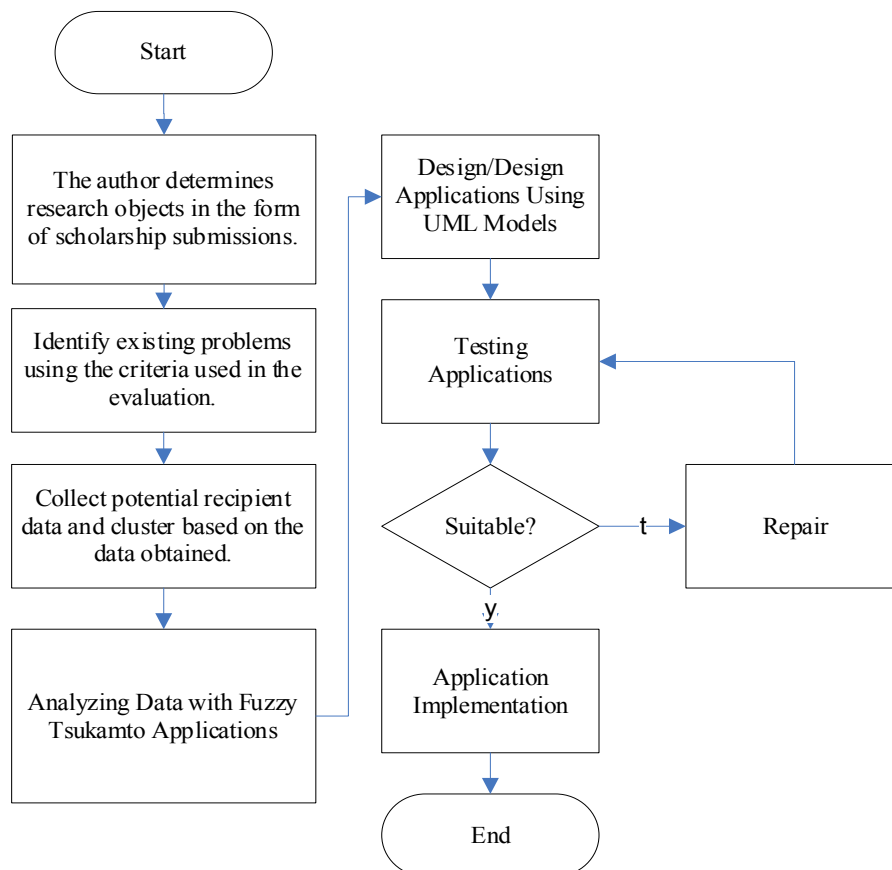 Start
The author determines
research objects in the form
of scholarship submissions.
Identify existing problems
using the criteria used in the
evaluation.
Collect potential recipient
data and cluster based on the
data obtained.
Analyzing Data with Fuzzy
Tsukamto Applications
Design/Design
Applications Using
UML Models
Testing
Applications
Suitable?
t
Repair
y
Application
Implementation
End